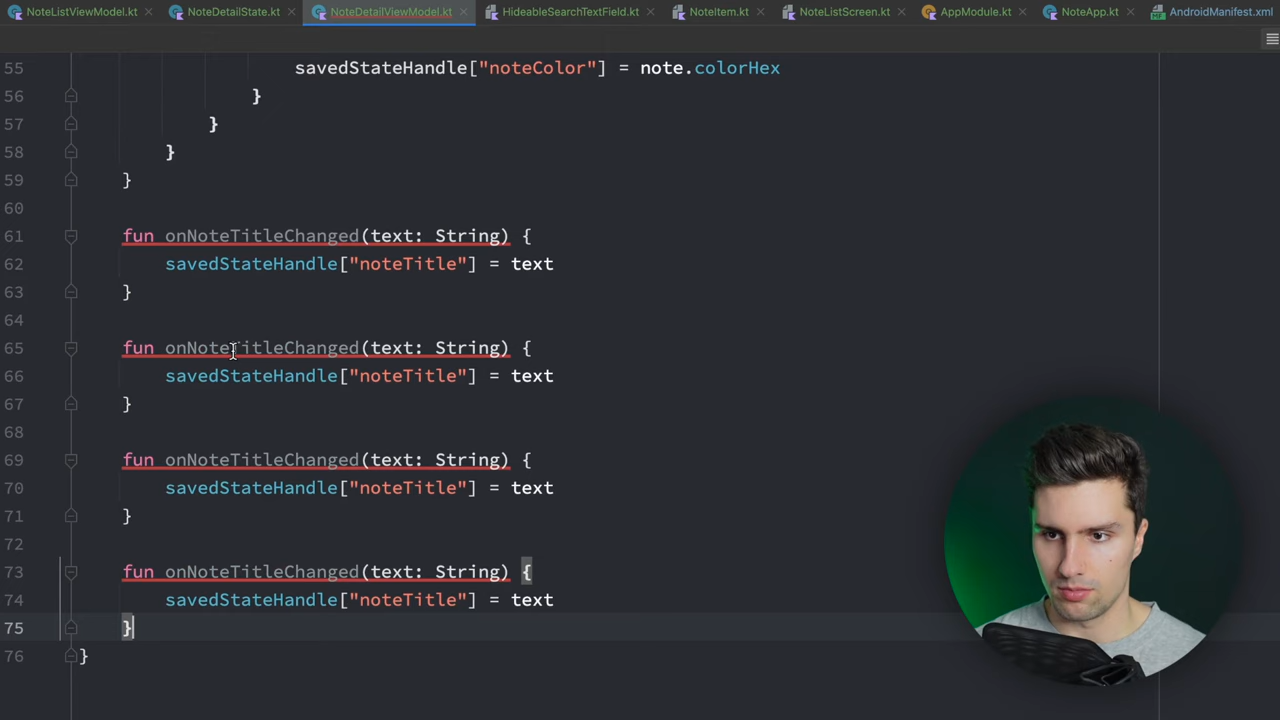 NoteListViewModel.kt
NoteDetailState.kt
NoteDetailViewModel.kt
HideableSearchTextField.kt
NoteItem.kt
NoteListScreen.kt
AppModule.kt
NoteApp.kt
AndroidManifest.xml
55 savedStateHandle["noteColor"] = note.colorHex
56 }
57 }
58 }
59 }
60
61 fun onNoteTitleChanged(text: String) {
62 savedStateHandle["noteTitle"] = text
63 }
64
65 fun onNoteTitleChanged(text: String) {
66 savedStateHandle["noteTitle"] = text
67 }
68
69 fun onNoteTitleChanged(text: String) {
70 savedStateHandle["noteTitle"] = text
71 }
72
73 fun onNoteTitleChanged(text: String) {
74 savedStateHandle["noteTitle"] = text
75 }
76 }